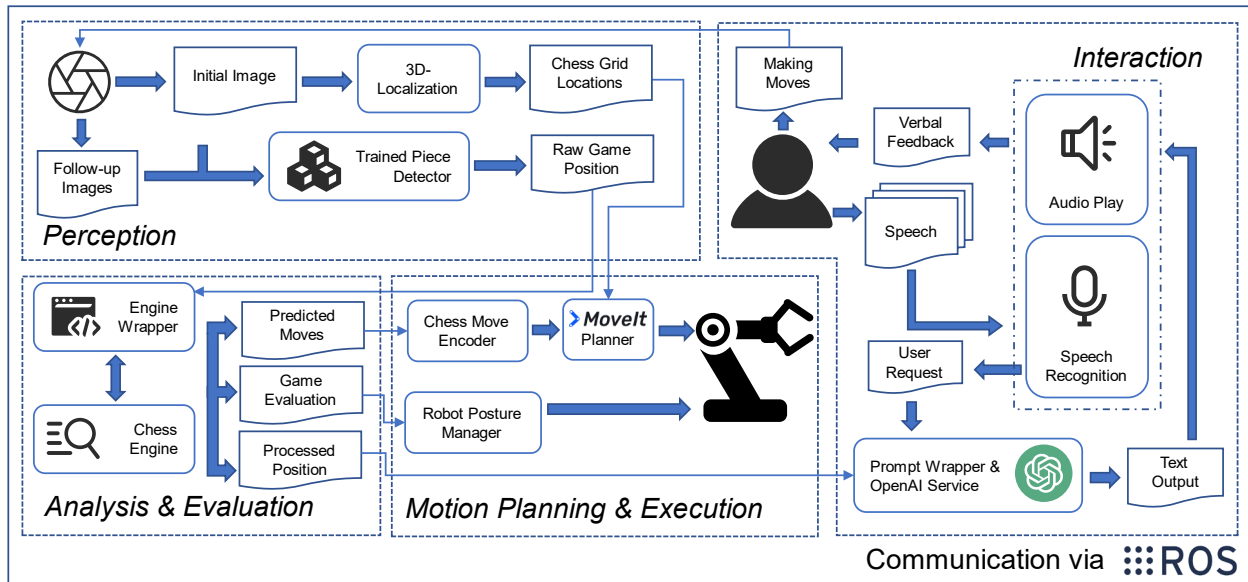 Initial Image
3D-
Localization
Chess Grid
Locations
Follow-up
Images
Trained Piece
Detector
Raw Game
Position
Perception
Making
Moves
Interaction
Verbal
Feedback
Audio Play
Speech
Speech
Recognition
User
Request
Prompt Wrapper &
OpenAI Service
Text
Output
Engine
Wrapper
Chess
Engine
Predicted
Moves
Game
Evaluation
Processed
Position
Analysis & Evaluation
Chess Move
Encoder
MoveIt
Planner
Robot Posture
Manager
Motion Planning & Execution
Communication via ROS